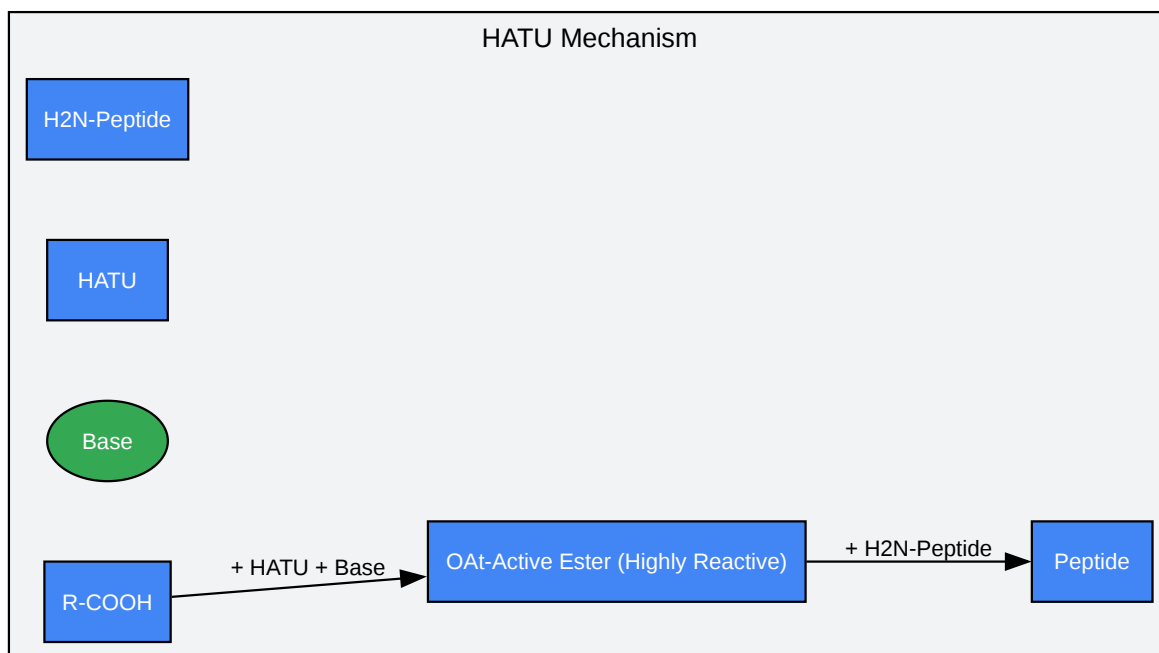 HATU Mechanism
H2N-Peptide
HATU
Base
R-COOH
+ HATU + Base
OAt-Active Ester (Highly Reactive)
+ H2N-Peptide
Peptide